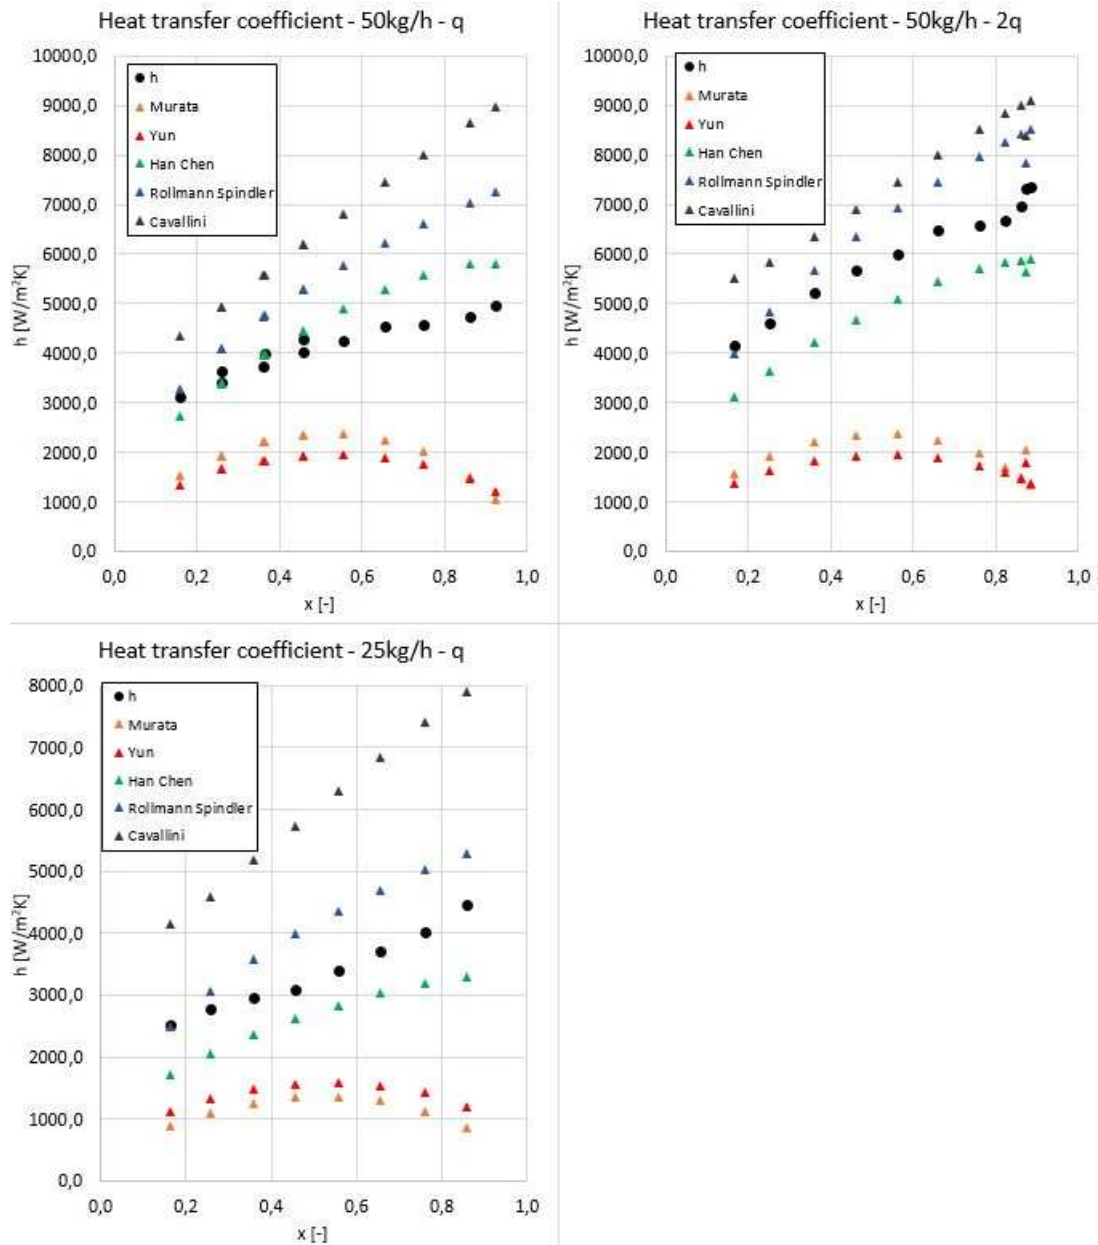 Heat transfer coefficient - 50kg/h - q
10000,0
9000,0
8000,0
7000,0
6000,0
5000,0
4000,0
3000,0
2000,0
1000,0
0,0
h [W/m²K]
h
Murata
Yun
Han Chen
Rollmann Spindler
Cavallini
0,0 0,2 0,4 0,6 0,8 1,0
x [-]
Heat transfer coefficient - 50kg/h - 2q
10000,0
9000,0
8000,0
7000,0
6000,0
5000,0
4000,0
3000,0
2000,0
1000,0
0,0
h [W/m²K]
h
Murata
Yun
Han Chen
Rollmann Spindler
Cavallini
0,0 0,2 0,4 0,6 0,8 1,0
x [-]
Heat transfer coefficient - 25kg/h - q
8000,0
7000,0
6000,0
5000,0
4000,0
3000,0
2000,0
1000,0
0,0
h [W/m²K]
h
Murata
Yun
Han Chen
Rollmann Spindler
Cavallini
0,0 0,2 0,4 0,6 0,8 1,0
x [-]